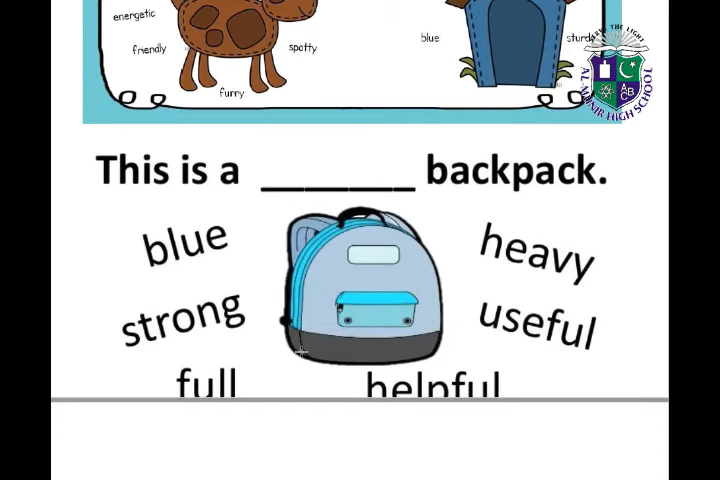 energetic
friendly
spotty
furry
blue
This is a _______ backpack.
blue
heavy
strong
useful
full
helpful
AL-MUNIR HIGH SCHOOL